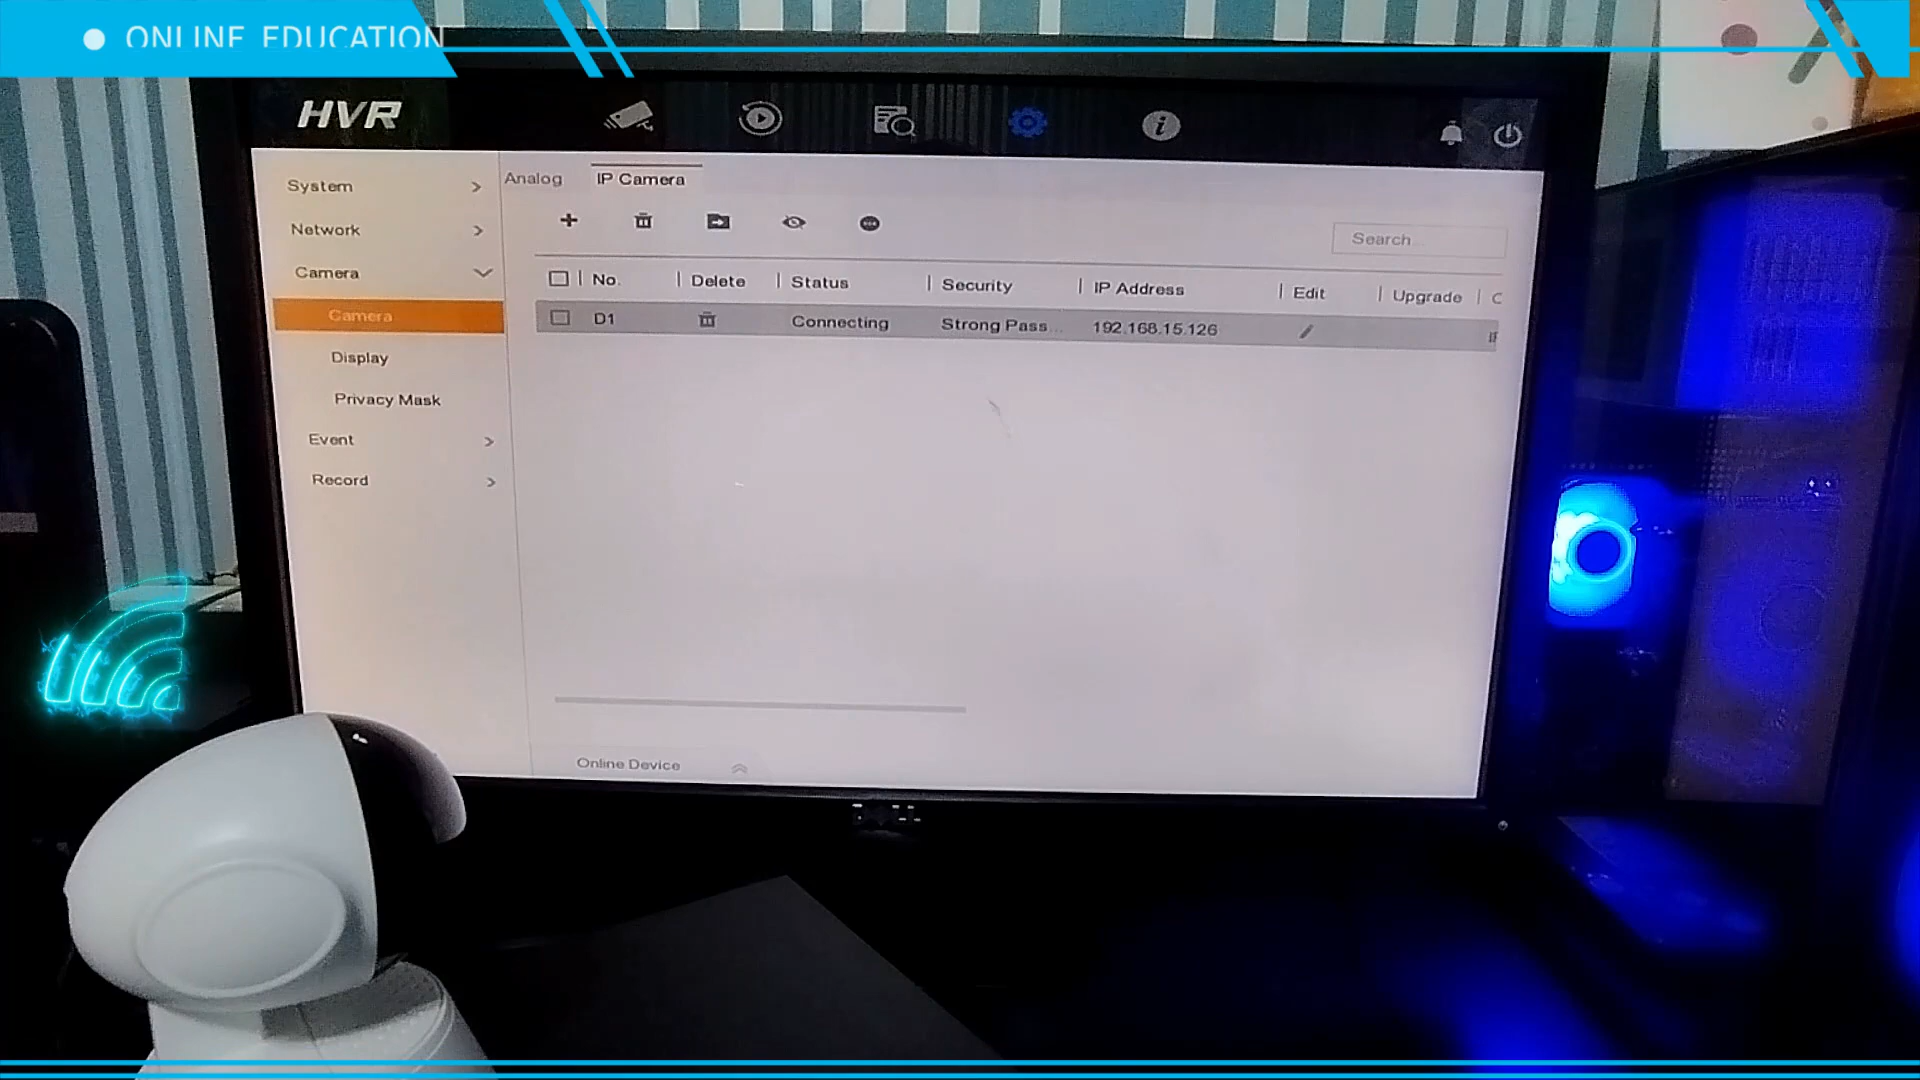 ONLINE EDUCATION
HVR
System
Network
Camera
Camera
Display
Privacy Mask
Event
Record
Analog IP Camera
Search
No. Delete Status Security IP Address Edit Upgrade C
D1 Connecting Strong Pass... 192.168.15.126
Online Device
DELL